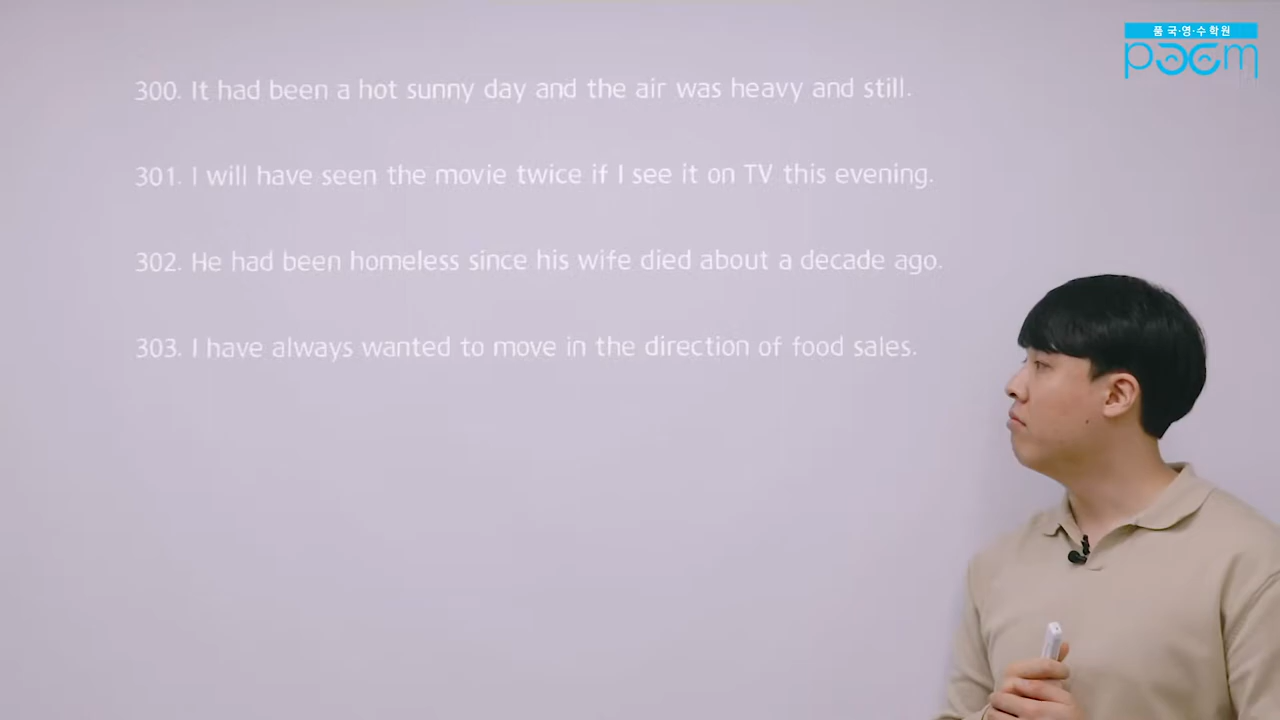 품 국·영·수 학원
poem
300. It had been a hot sunny day and the air was heavy and still.
301. I will have seen the movie twice if I see it on TV this evening.
302. He had been homeless since his wife died about a decade ago.
303. I have always wanted to move in the direction of food sales.